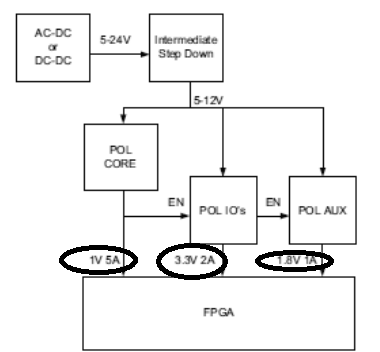 AC-DC
or
DC-DC
5-24V
Intermediate
Step Down
5-12V
POL
CORE
EN
POL IO's
EN
POL AUX
1V 5A
3.3V 2A
1.8V 1A
FPGA